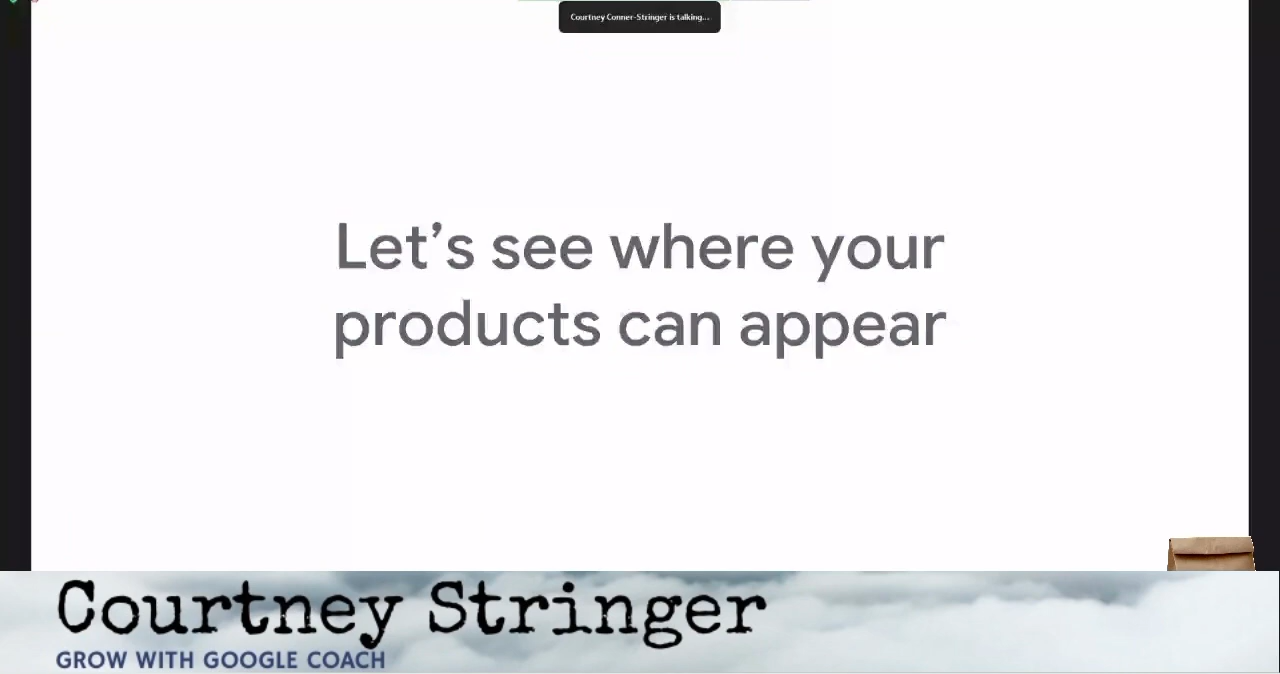 Courtney Conner-Stringer is talking...
Let's see where your
products can appear
Courtney Stringer
GROW WITH GOOGLE COACH